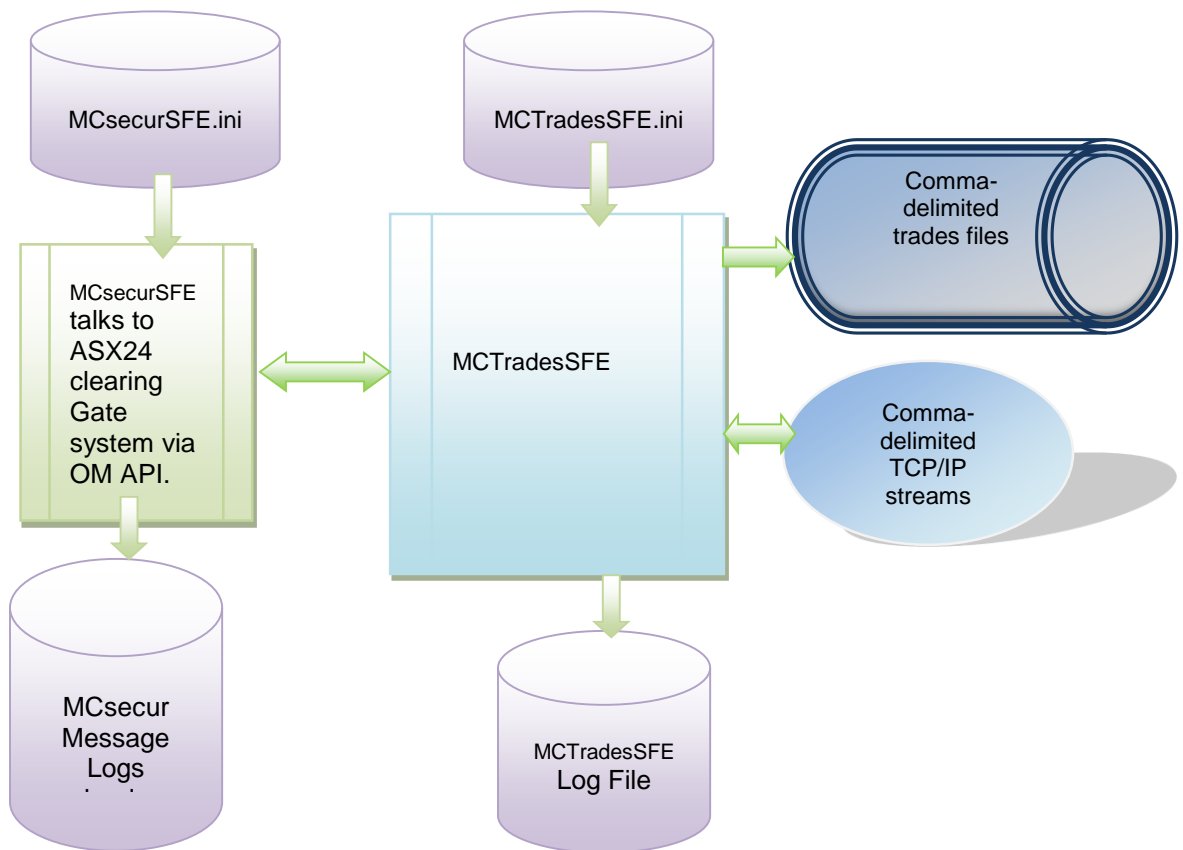 MCsecurSFE.ini
MCTradesSFE.ini
Comma-
delimited
trades files
MCsecurSFE
talks to
ASX24
clearing
Gate
system via
OM API.
MCTradesSFE
Comma-
delimited
TCP/IP
streams
MCsecur
Message
Logs
MCTradesSFE
Log File